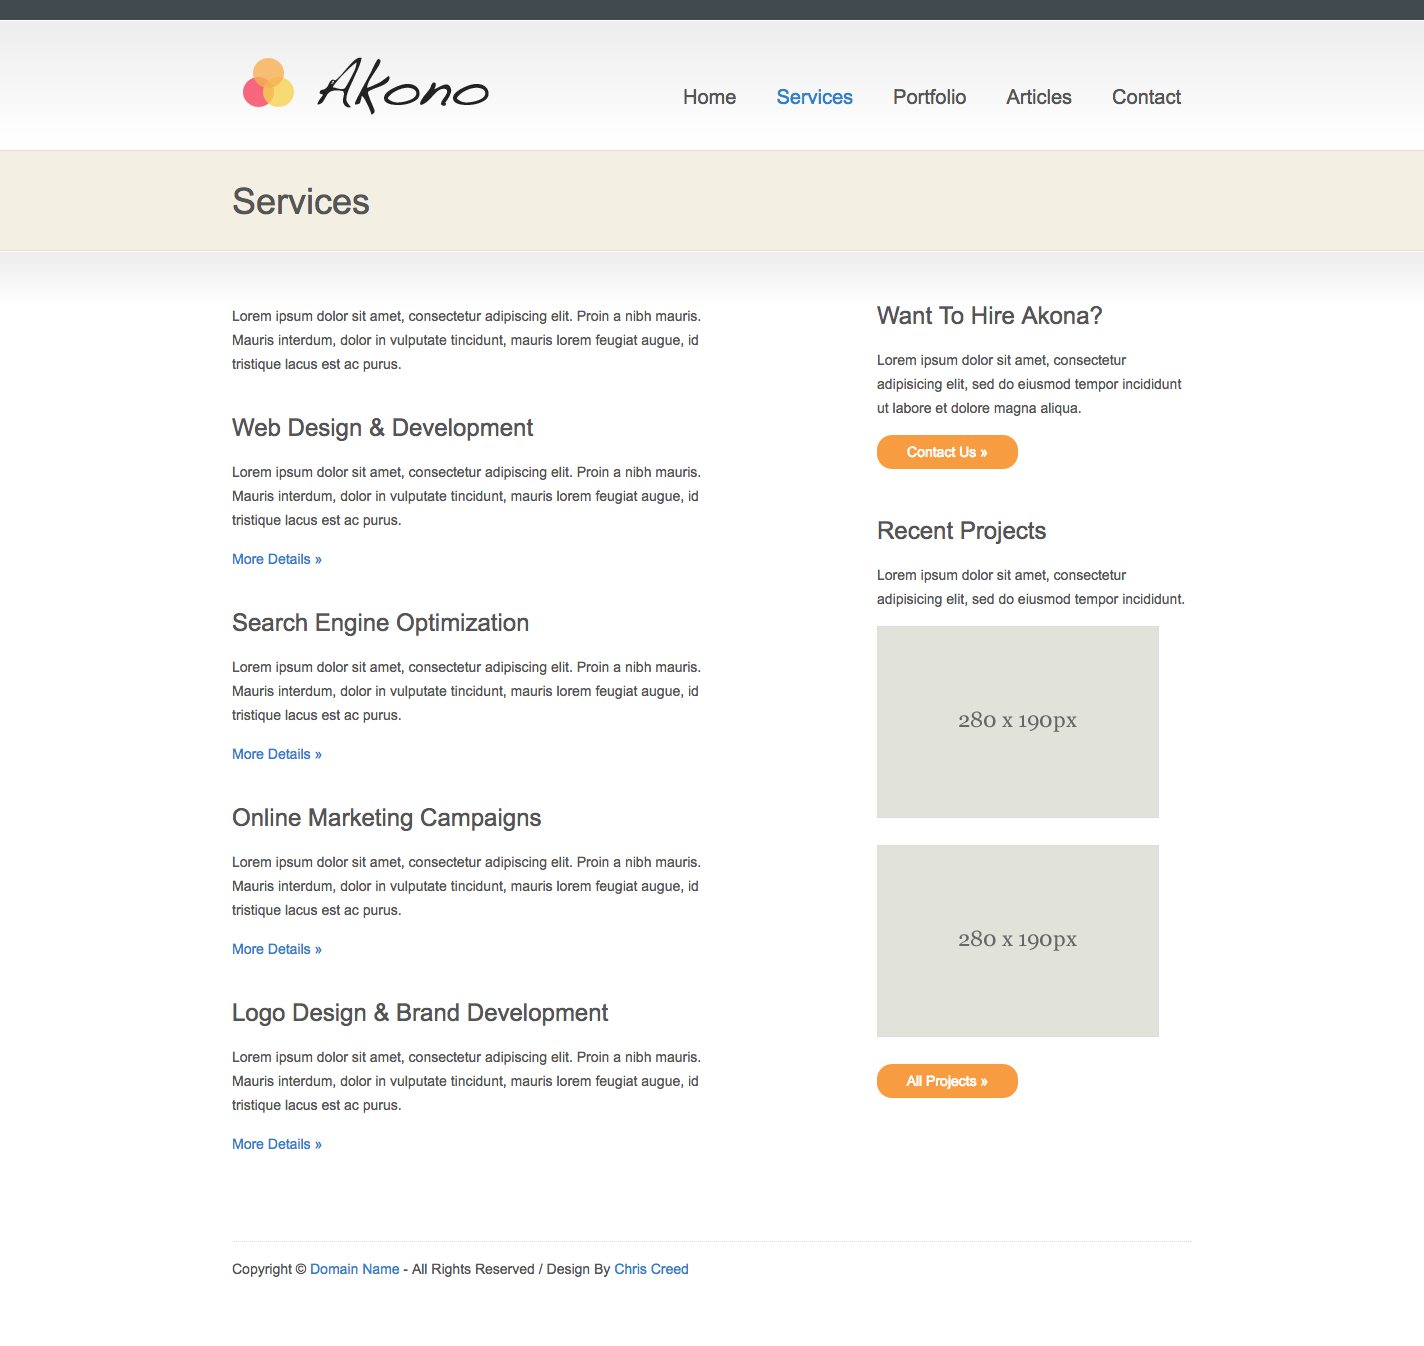 Akono
Home Services Portfolio Articles Contact
Services
Lorem ipsum dolor sit amet, consectetur adipiscing elit. Proin a nibh mauris.
Mauris interdum, dolor in vulputate tincidunt, mauris lorem feugiat augue, id
tristique lacus est ac purus.
Web Design & Development
Lorem ipsum dolor sit amet, consectetur adipiscing elit. Proin a nibh mauris.
Mauris interdum, dolor in vulputate tincidunt, mauris lorem feugiat augue, id
tristique lacus est ac purus.
More Details »
Search Engine Optimization
Lorem ipsum dolor sit amet, consectetur adipiscing elit. Proin a nibh mauris.
Mauris interdum, dolor in vulputate tincidunt, mauris lorem feugiat augue, id
tristique lacus est ac purus.
More Details »
Online Marketing Campaigns
Lorem ipsum dolor sit amet, consectetur adipiscing elit. Proin a nibh mauris.
Mauris interdum, dolor in vulputate tincidunt, mauris lorem feugiat augue, id
tristique lacus est ac purus.
More Details »
Logo Design & Brand Development
Lorem ipsum dolor sit amet, consectetur adipiscing elit. Proin a nibh mauris.
Mauris interdum, dolor in vulputate tincidunt, mauris lorem feugiat augue, id
tristique lacus est ac purus.
More Details »
Want To Hire Akona?
Lorem ipsum dolor sit amet, consectetur
adipisicing elit, sed do eiusmod tempor incididunt
ut labore et dolore magna aliqua.
Contact Us »
Recent Projects
Lorem ipsum dolor sit amet, consectetur
adipisicing elit, sed do eiusmod tempor incididunt.
280 x 190px
280 x 190px
All Projects »
Copyright © Domain Name - All Rights Reserved / Design By Chris Creed